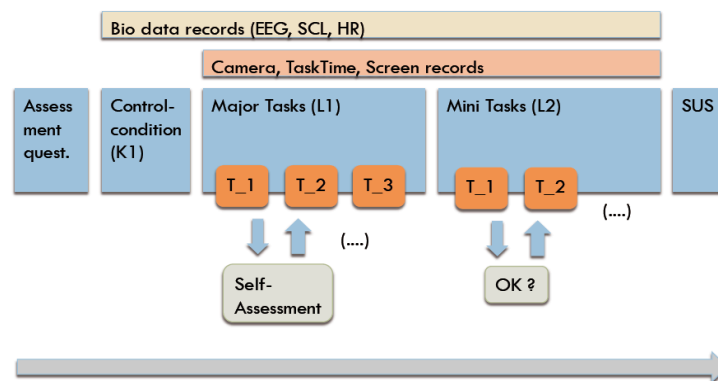 Bio data records (EEG, SCL, HR)
Camera, TaskTime, Screen records
Assess
ment
quest.
Control-
condition
(K1)
Major Tasks (L1)
Mini Tasks (L2)
SUS
T_1
T_2
T_3
T_1
T_2
(....)
(....)
Self-
Assessment
OK ?